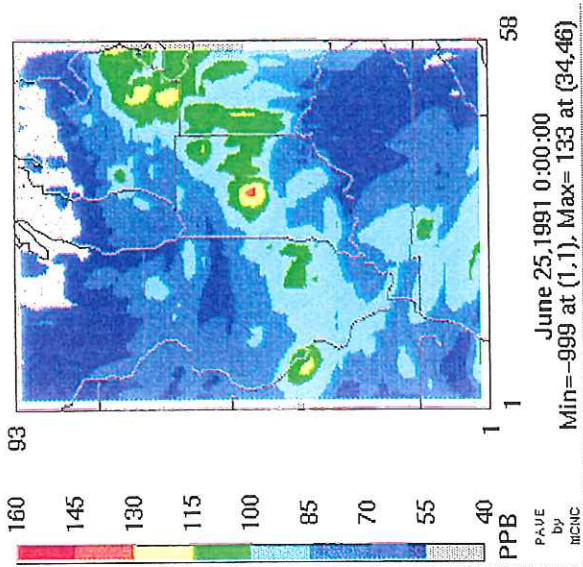 93
1
1
58
160
145
130
115
100
85
70
55
40
PPB
PAVE
by
MCNC
June 25,1991 0:00:00
Min=-999 at (1,1), Max= 133 at (34,46)